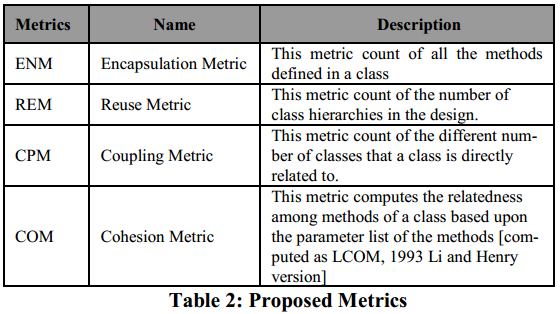 Metrics Name Description
ENM Encapsulation Metric This metric count of all the methods
defined in a class
REM Reuse Metric This metric count of the number of
class hierarchies in the design.
CPM Coupling Metric This metric count of the different num-
ber of classes that a class is directly
related to.
COM Cohesion Metric This metric computes the relatedness
among methods of a class based upon
the parameter list of the methods [com-
puted as LCOM, 1993 Li and Henry
version]
Table 2: Proposed Metrics